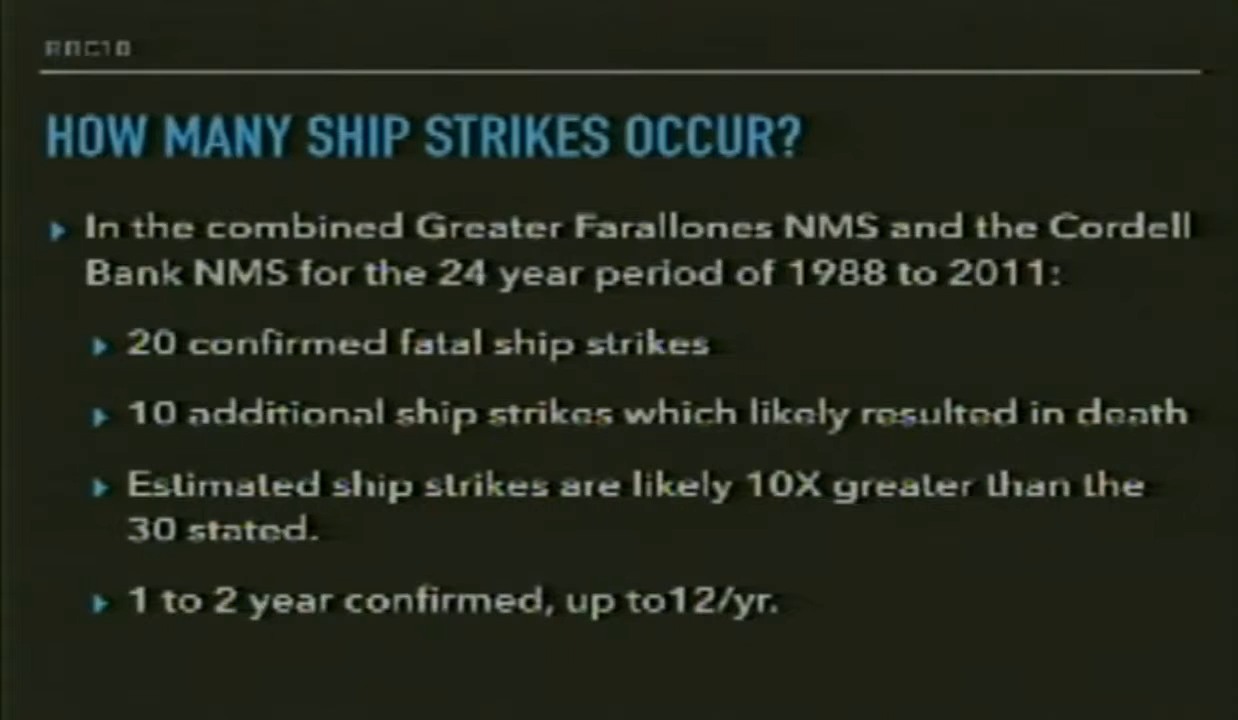 HOW MANY SHIP STRIKES OCCUR?
In the combined Greater Farallones NMS and the Cordell
Bank NMS for the 24 year period of 1988 to 2011:
20 confirmed fatal ship strikes
10 additional ship strikes which likely resulted in death
Estimated ship strikes are likely 10X greater than the
30 stated.
1 to 2 year confirmed, up to12/yr.